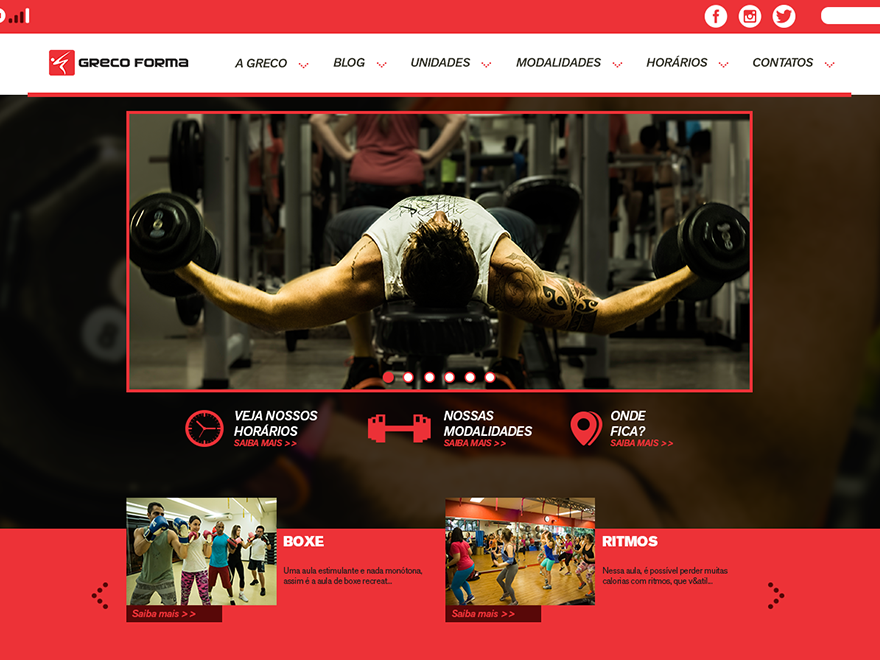 GRECO FORMA
A GRECO
BLOG
UNIDADES
MODALIDADES
HORÁRIOS
CONTATOS
VEJA NOSSOS
HORÁRIOS
SAIBA MAIS > >
NOSSAS
MODALIDADES
SAIBA MAIS > >
ONDE
FICA?
SAIBA MAIS > >
BOXE
Uma aula estimulante e nada monótona,
assim é a aula de boxe recreat...
Saiba mais > >
RITMOS
Nessa aula, é possivel perder muitas
calorias com ritmos, que v&atil...
Saiba mais > >